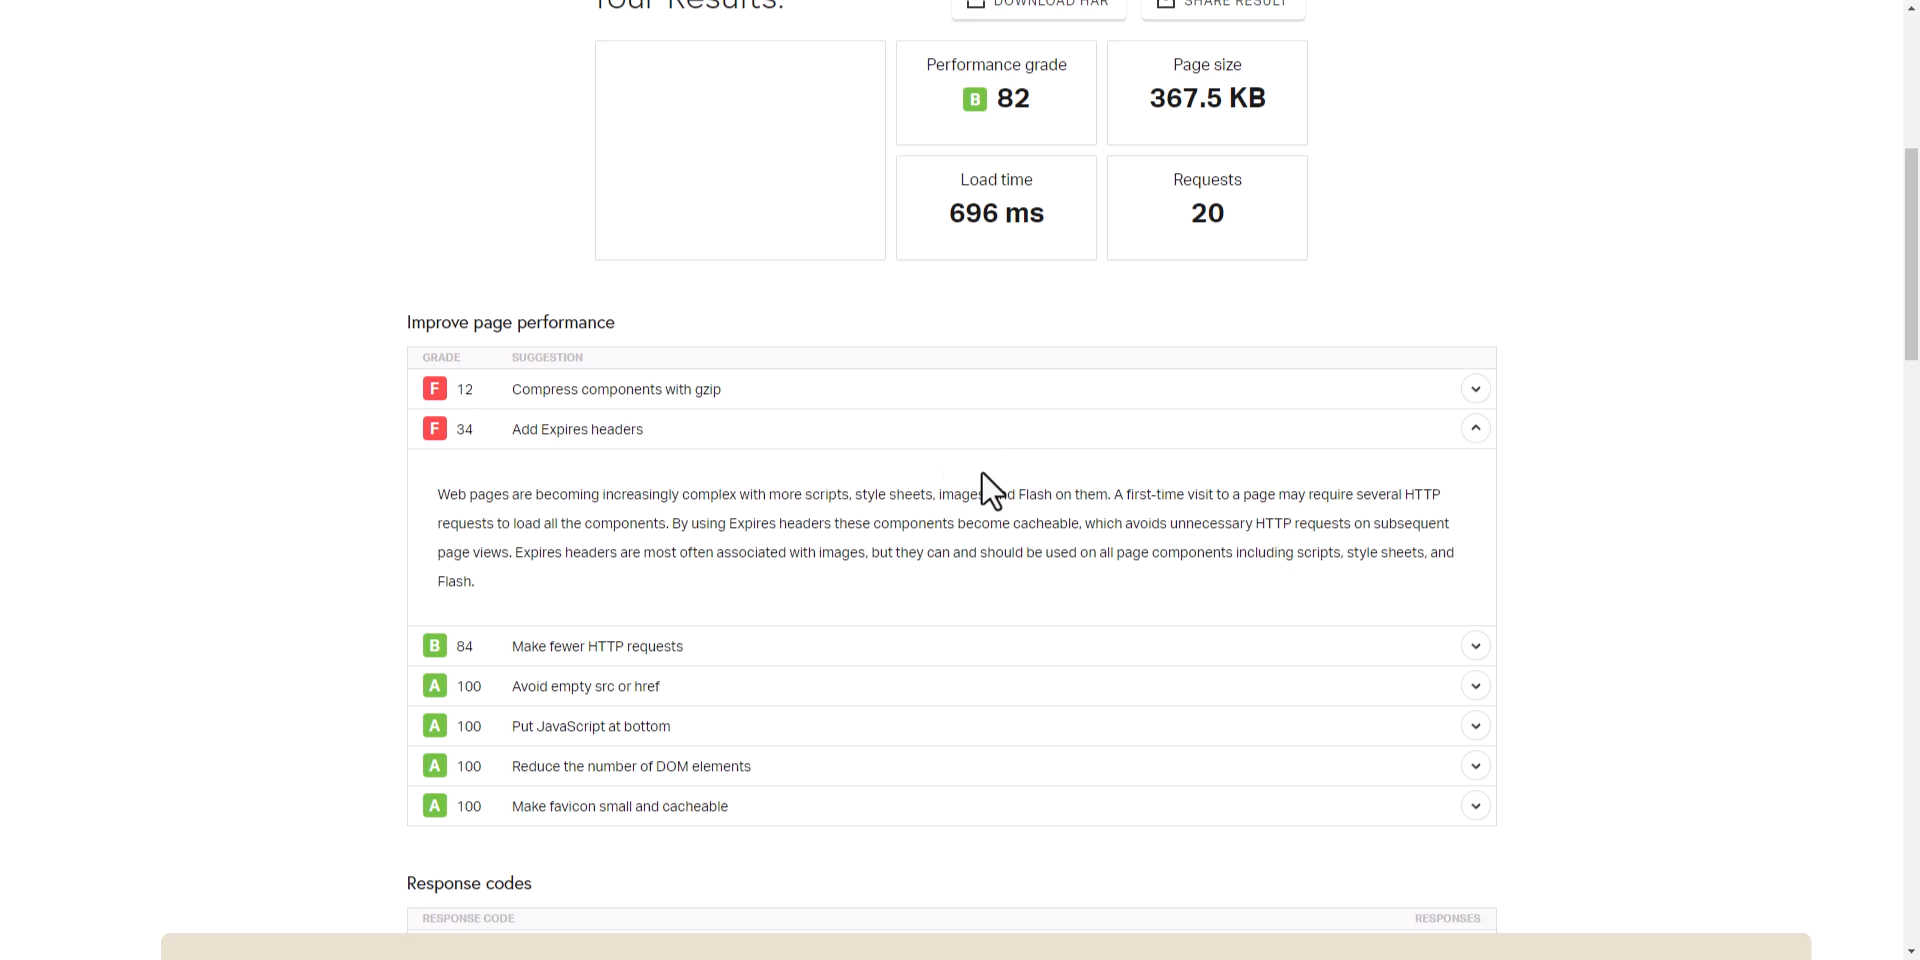 Your Results:
DOWNLOAD HAR
SHARE RESULT
Performance grade
B 82
Page size
367.5 KB
Load time
696 ms
Requests
20
Improve page performance
GRADE SUGGESTION
F 12 Compress components with gzip
F 34 Add Expires headers
Web pages are becoming increasingly complex with more scripts, style sheets, images and Flash on them. A first-time visit to a page may require several HTTP
requests to load all the components. By using Expires headers these components become cacheable, which avoids unnecessary HTTP requests on subsequent
page views. Expires headers are most often associated with images, but they can and should be used on all page components including scripts, style sheets, and
Flash.
B 84 Make fewer HTTP requests
A 100 Avoid empty src or href
A 100 Put JavaScript at bottom
A 100 Reduce the number of DOM elements
A 100 Make favicon small and cacheable
Response codes
RESPONSE CODE RESPONSES